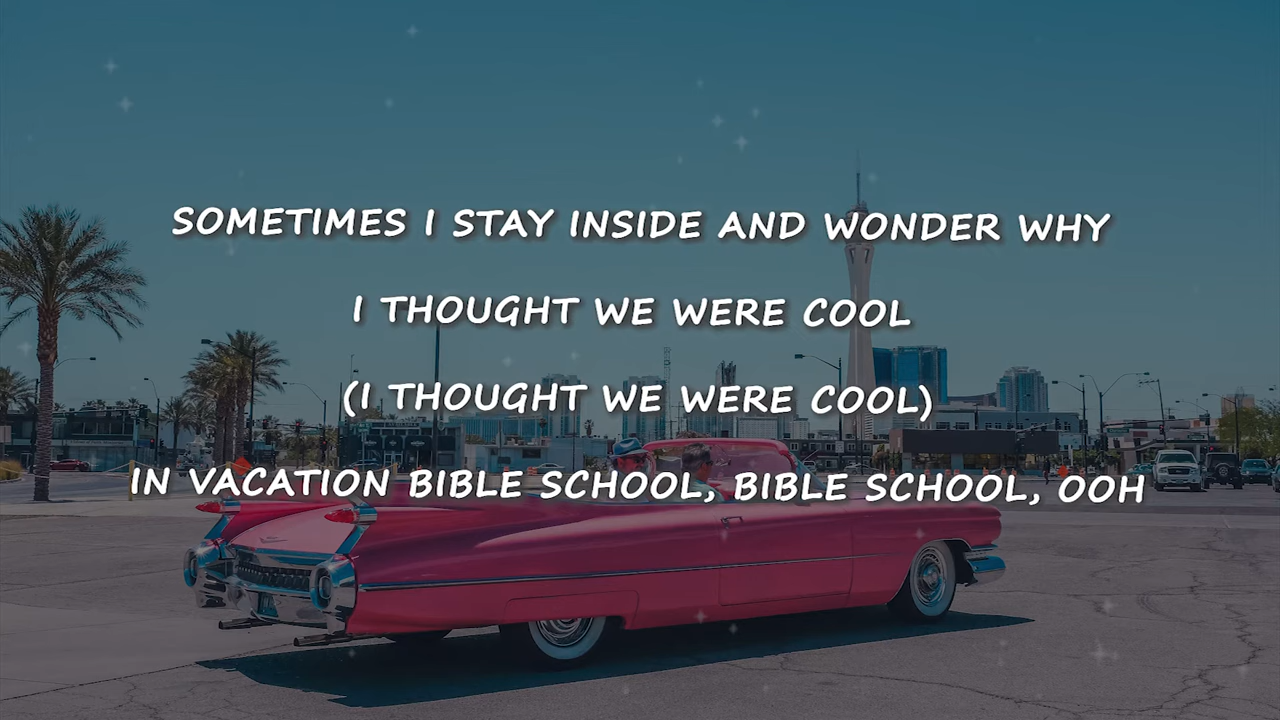 SOMETIMES I STAY INSIDE AND WONDER WHY
I THOUGHT WE WERE COOL
(I THOUGHT WE WERE COOL)
IN VACATION BIBLE SCHOOL, BIBLE SCHOOL, OOH